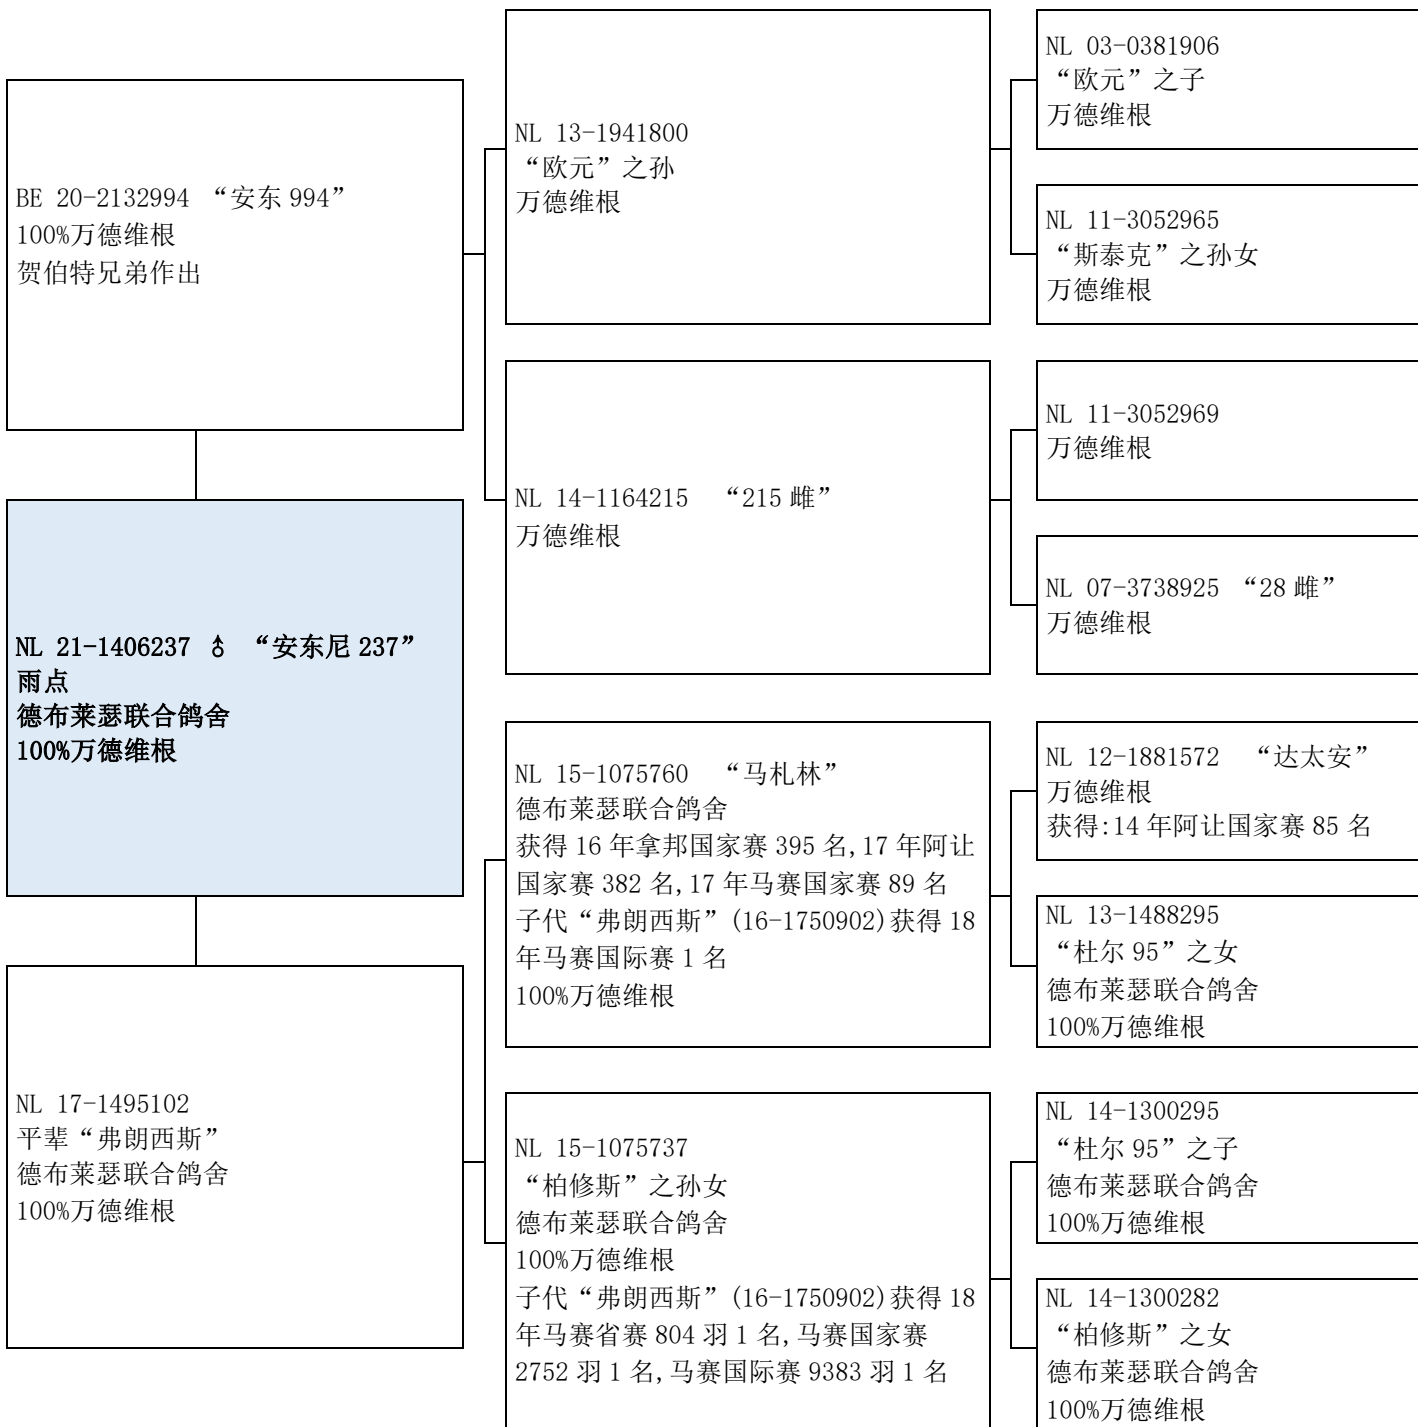 BE 20-2132994 “安东 994”
100%万德维根
贺伯特兄弟作出
NL 21-1406237 ♂ “安东尼 237”
雨点
德布莱瑟联合鸽舍
100%万德维根
NL 17-1495102
平辈“弗朗西斯”
德布莱瑟联合鸽舍
100%万德维根
NL 13-1941800
“欧元”之孙
万德维根
NL 14-1164215 “215 雌”
万德维根
NL 15-1075760 “马札林”
德布莱瑟联合鸽舍
获得 16 年拿邦国家赛 395 名,17 年阿让
国家赛 382 名,17 年马赛国家赛 89 名
子代“弗朗西斯”(16-1750902)获得 18
年马赛国际赛 1 名
100%万德维根
NL 15-1075737
“柏修斯”之孙女
德布莱瑟联合鸽舍
100%万德维根
子代“弗朗西斯”(16-1750902)获得 18
年马赛省赛 804 羽 1 名,马赛国家赛
2752 羽 1 名,马赛国际赛 9383 羽 1 名
NL 03-0381906
“欧元”之子
万德维根
NL 11-3052965
“斯泰克”之孙女
万德维根
NL 11-3052969
万德维根
NL 07-3738925 “28 雌”
万德维根
NL 12-1881572 “达太安”
万德维根
获得:14 年阿让国家赛 85 名
NL 13-1488295
“杜尔 95”之女
德布莱瑟联合鸽舍
100%万德维根
NL 14-1300295
“杜尔 95”之子
德布莱瑟联合鸽舍
100%万德维根
NL 14-1300282
“柏修斯”之女
德布莱瑟联合鸽舍
100%万德维根